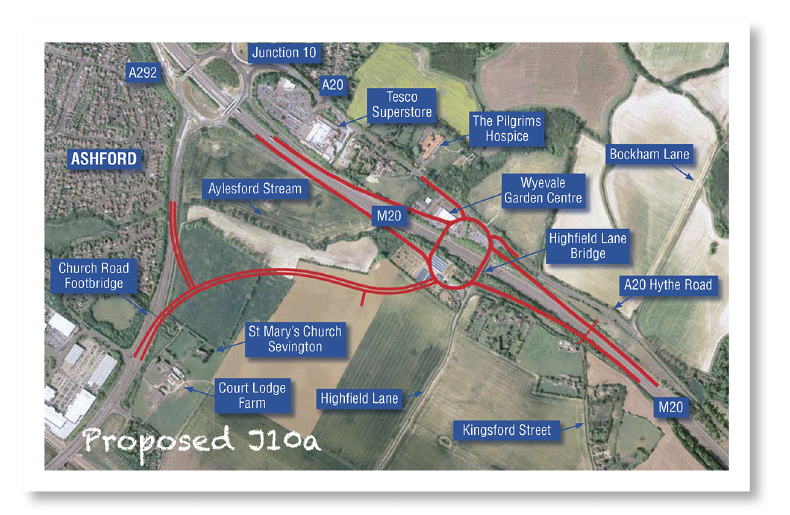 Junction 10
A292
A20
Tesco
Superstore
The Pilgrims
Hospice
ASHFORD
Bockham Lane
Aylesford Stream
Wyevale
Garden Centre
M20
Highfield Lane
Bridge
Church Road
Footbridge
A20 Hythe Road
St Mary's Church
Sevington
Court Lodge
Farm
Highfield Lane
M20
Kingsford Street
Proposed J10a